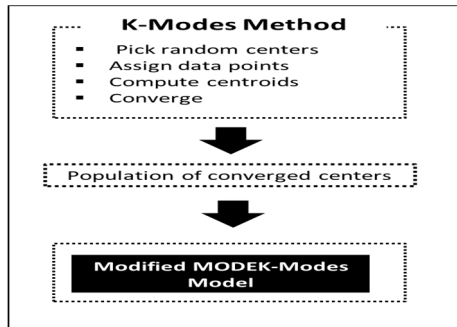 K-Modes Method
▪ Pick random centers
▪ Assign data points
▪ Compute centroids
▪ Converge
Population of converged centers
Modified MODEK-Modes
Model